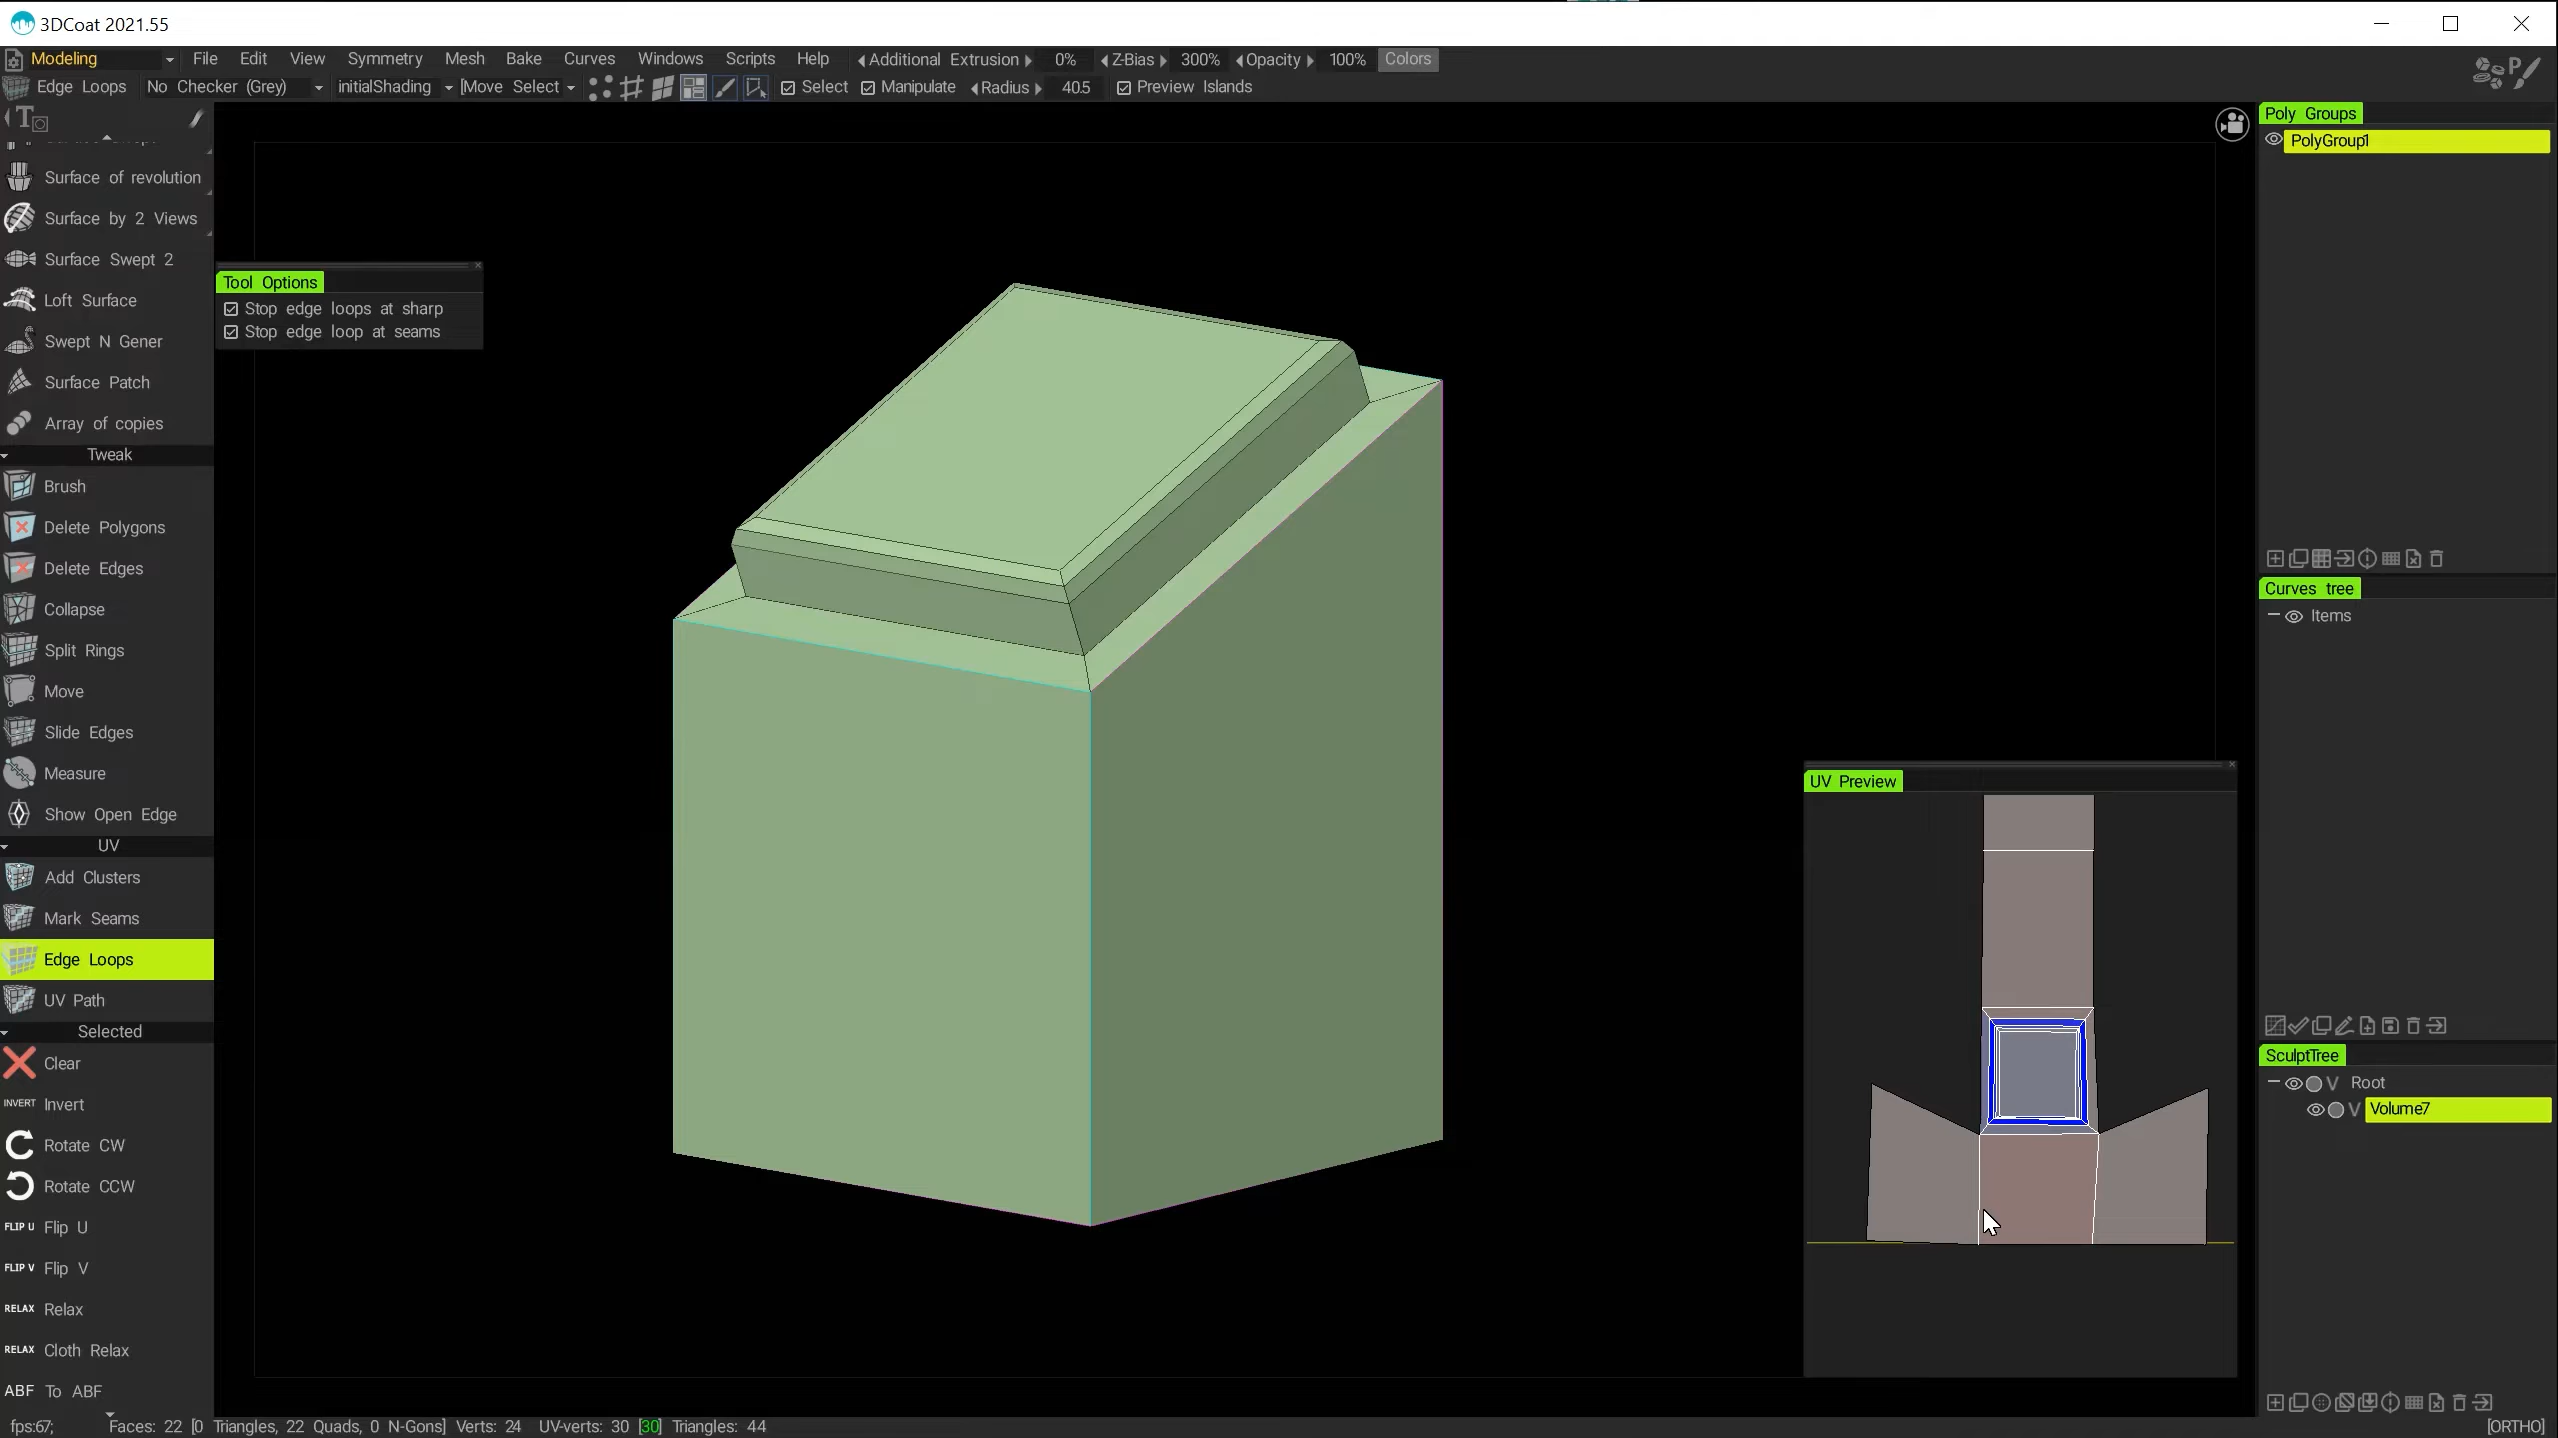 3DCoat 2021.55
Modeling File Edit View Symmetry Mesh Bake Curves Windows Scripts Help Additional Extrusion 0% Z-Bias 300% Opacity 100% Colors
Edge Loops No Checker (Grey) initialShading [Move Select Select Manipulate Radius 40.5 Preview Islands
Surface of revolution
Surface by 2 Views
Surface Swept 2
Loft Surface
Swept N Gener
Surface Patch
Array of copies
Tweak
Brush
Delete Polygons
Delete Edges
Collapse
Split Rings
Move
Slide Edges
Measure
Show Open Edge
UV
Add Clusters
Mark Seams
Edge Loops
UV Path
Selected
Clear
INVERT Invert
Rotate CW
Rotate CCW
FLIP U Flip U
FLIP V Flip V
RELAX Relax
RELAX Cloth Relax
ABF To ABF
Tool Options
Stop edge loops at sharp
Stop edge loop at seams
UV Preview
Poly Groups
PolyGroup1
Curves tree
Items
SculptTree
V Root
V Volume7
fps:67; Faces: 22 [0 Triangles, 22 Quads, 0 N-Gons] Verts: 24 UV-verts: 30 [30] Triangles: 44
[ORTHO]